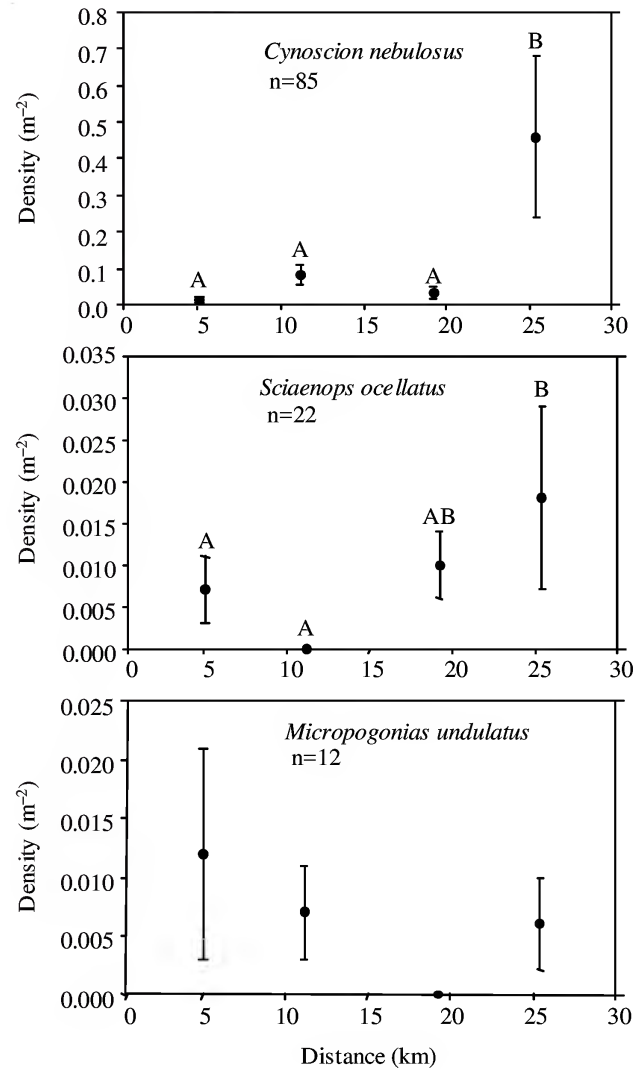 0.8
B
Cynoscion nebulosus
0.7
n=85
0.6
0.5
Density (m⁻²)
0.4
0.3
A
0.2
A
A
0.1
0.0
0 5 10 15 20 25 30
0.035
Sciaenops ocellatus
B
0.030
n=22
0.025
0.020
Density (m⁻²)
AB
0.015
A
0.010
0.005
A
0.000
0 5 10 15 20 25 30
0.025
Micropogonias undulatus
n=12
0.020
0.015
Density (m⁻²)
0.010
0.005
0.000
0 5 10 15 20 25 30
Distance (km)